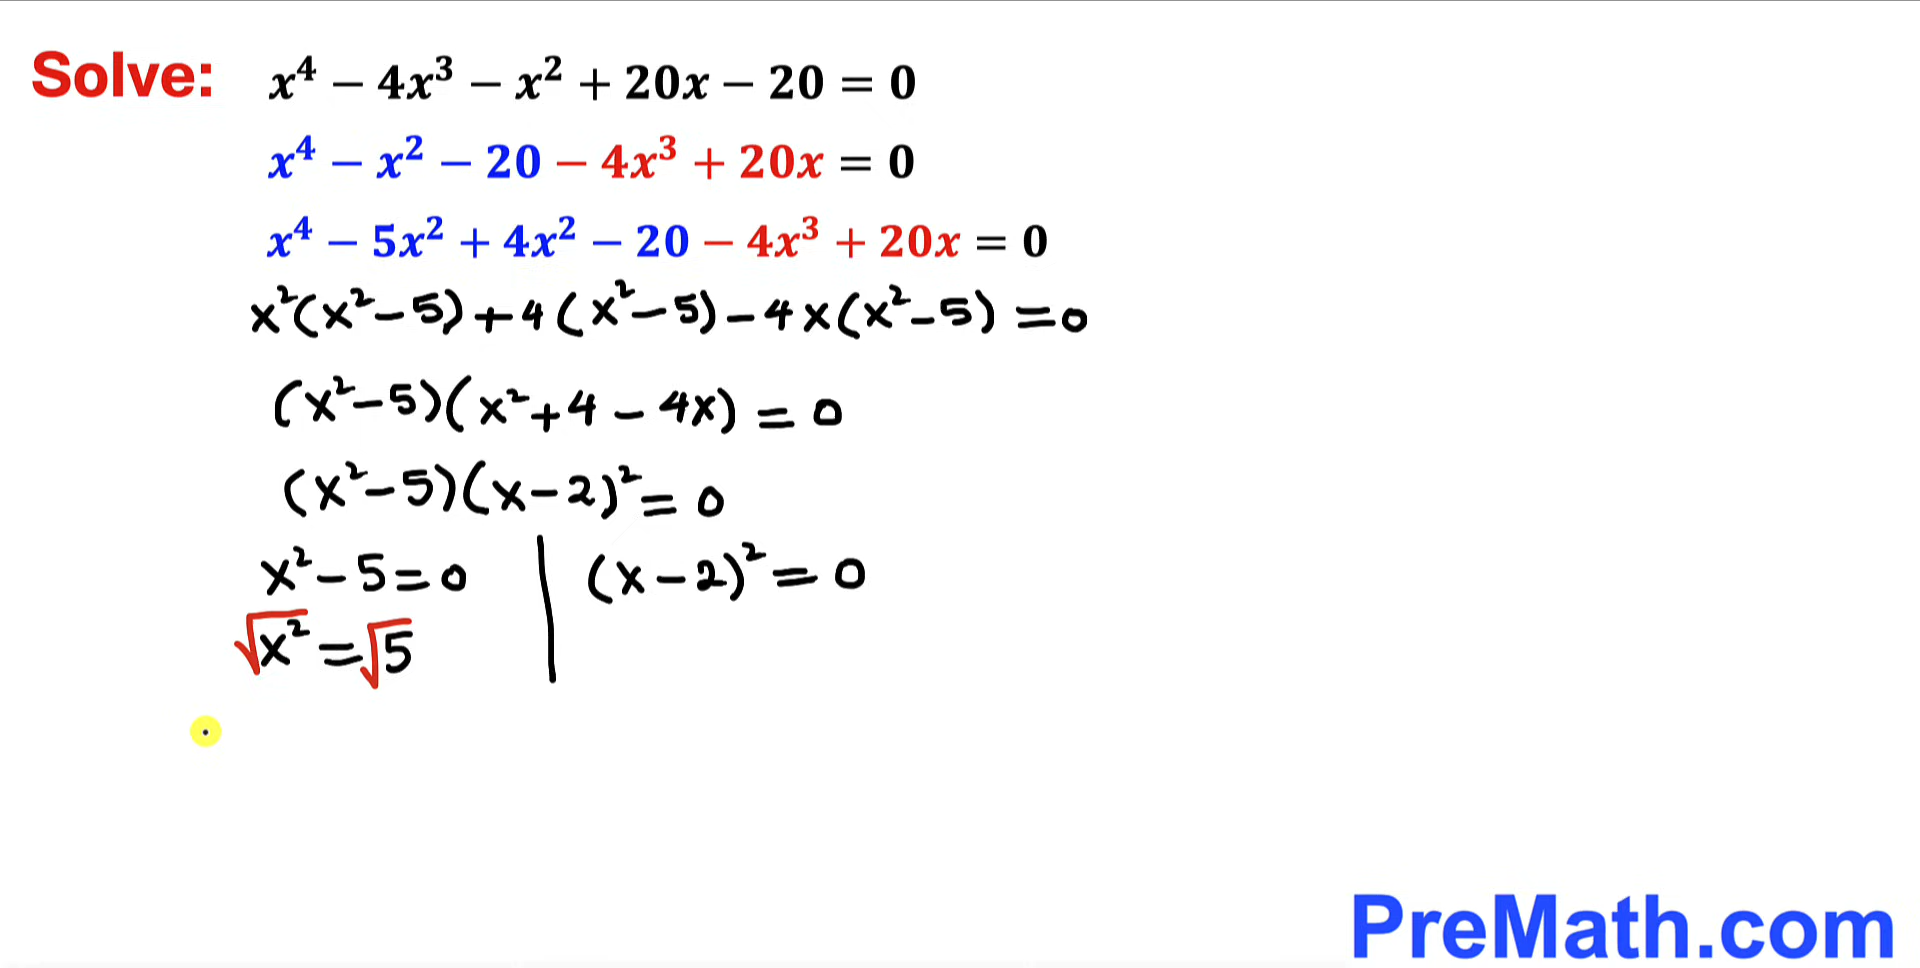 Solve: x⁴ − 4x³ − x² + 20x − 20 = 0
x⁴ − x² − 20 − 4x³ + 20x = 0
x⁴ − 5x² + 4x² − 20 − 4x³ + 20x = 0
x²(x²−5)+4(x²−5)−4x(x²−5)=0
(x²−5)(x²+4−4x)=0
(x²−5)(x−2)²=0
x²−5=0 | (x−2)²=0
√x²=√5
PreMath.com